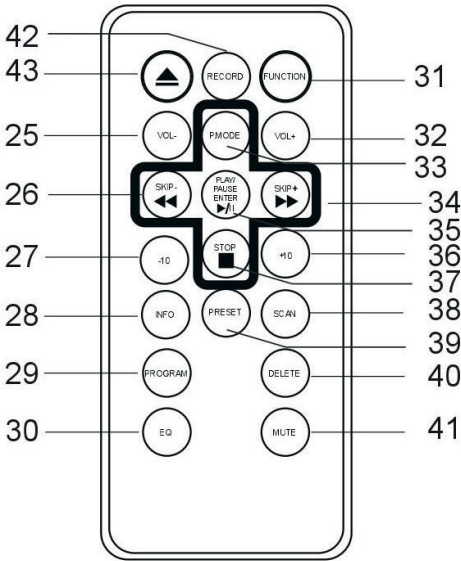 42
43
RECORD
FUNCTION
31
25
VOL-
P.MODE
VOL+
32
33
26
SKIP-
PLAY/
PAUSE
ENTER
SKIP+
34
35
27
-10
STOP
+10
36
37
28
INFO
PRESET
SCAN
38
39
29
PROGRAM
DELETE
40
30
EQ
MUTE
41